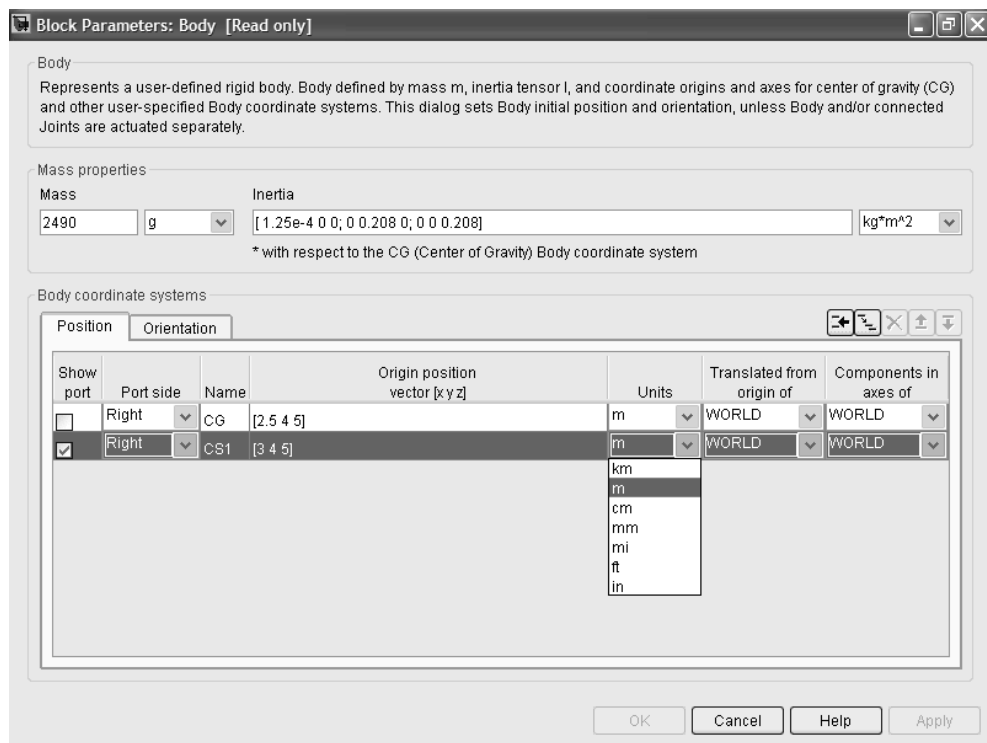 Block Parameters: Body [Read only]
Body
Represents a user-defined rigid body. Body defined by mass m, inertia tensor I, and coordinate origins and axes for center of gravity (CG)
and other user-specified Body coordinate systems. This dialog sets Body initial position and orientation, unless Body and/or connected
Joints are actuated separately.
Mass properties
Mass Inertia
2490 g [ 1.25e-4 0 0; 0 0.208 0; 0 0 0.208] kg*m^2
* with respect to the CG (Center of Gravity) Body coordinate system
Body coordinate systems
Position Orientation
Show Origin position Translated from Components in
port Port side Name vector [x y z] Units origin of axes of
Right CG [2.5 4 5] m WORLD WORLD
Right CS1 [3 4 5] m WORLD WORLD
km
m
cm
mm
mi
ft
in
OK Cancel Help Apply